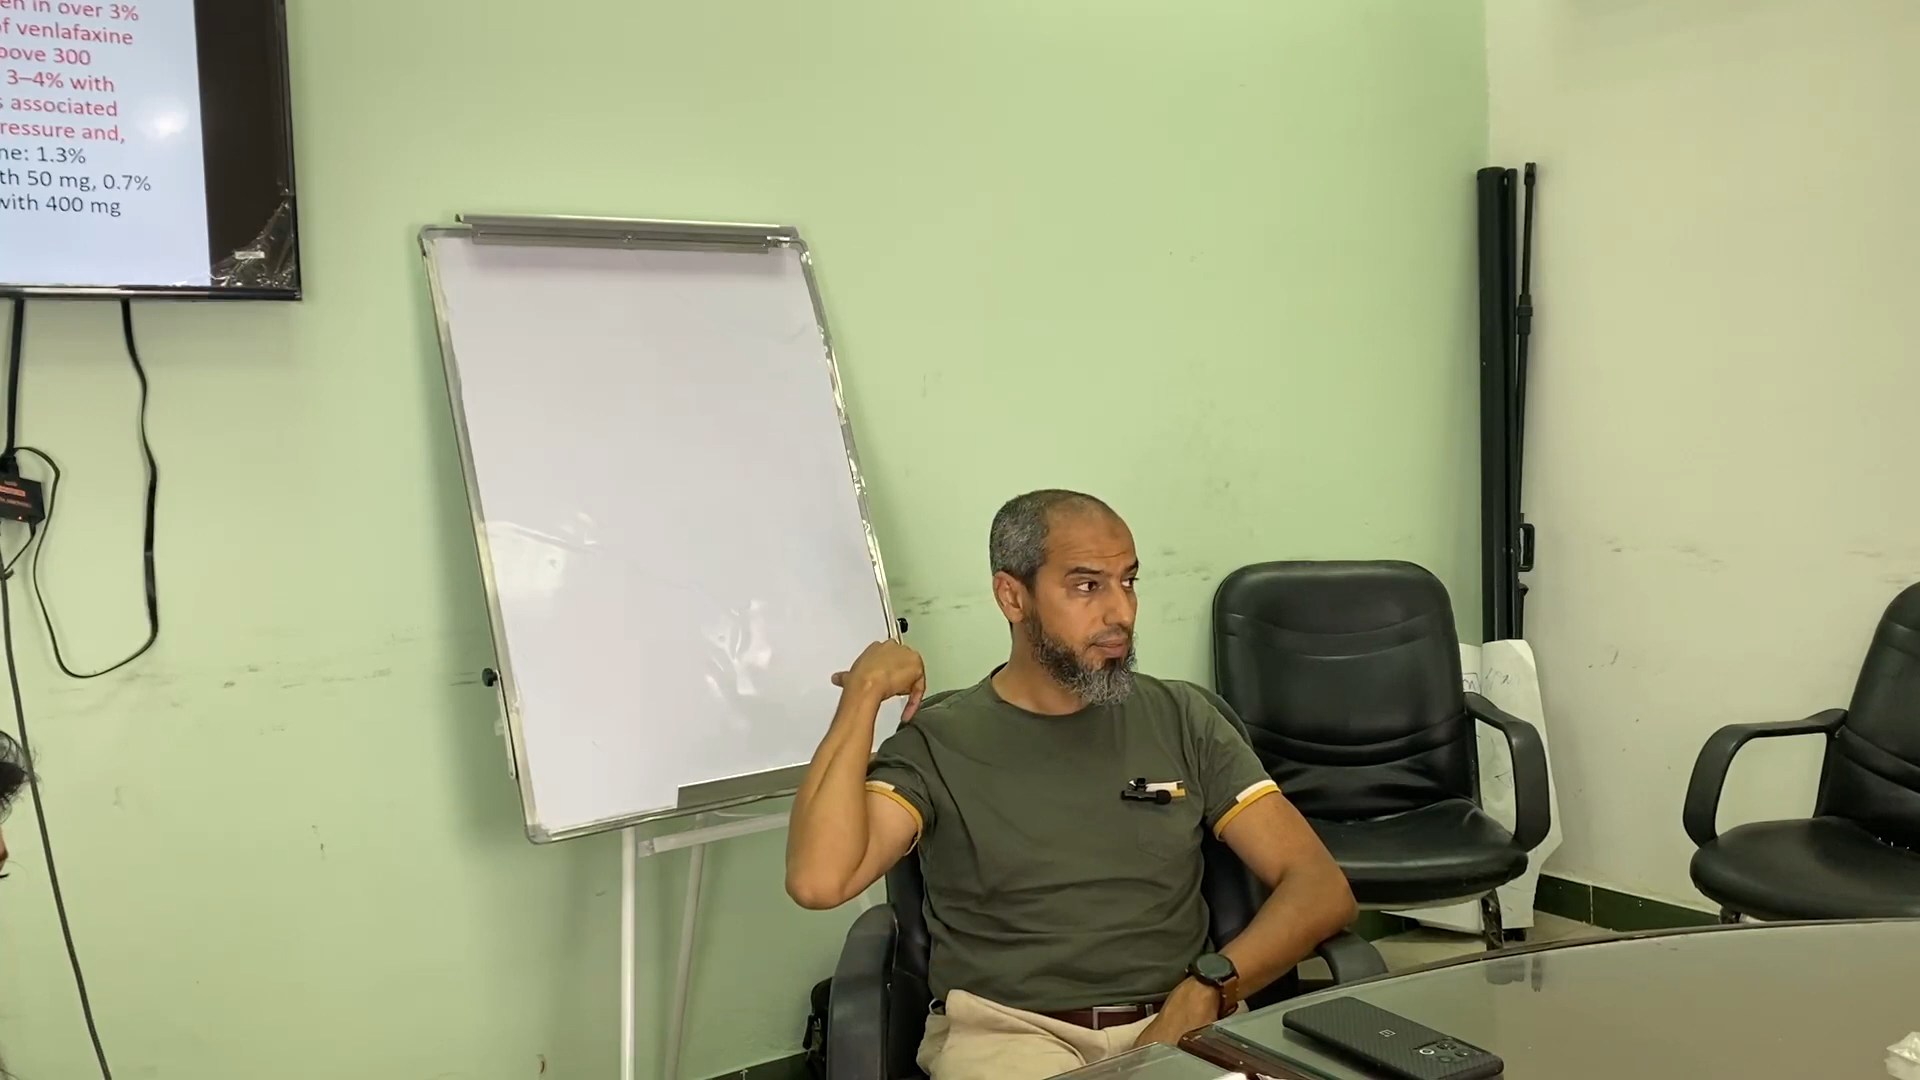 en in over 3%
of venlafaxine
bove 300
3–4% with
s associated
ressure and,
ne: 1.3%
th 50 mg, 0.7%
with 400 mg